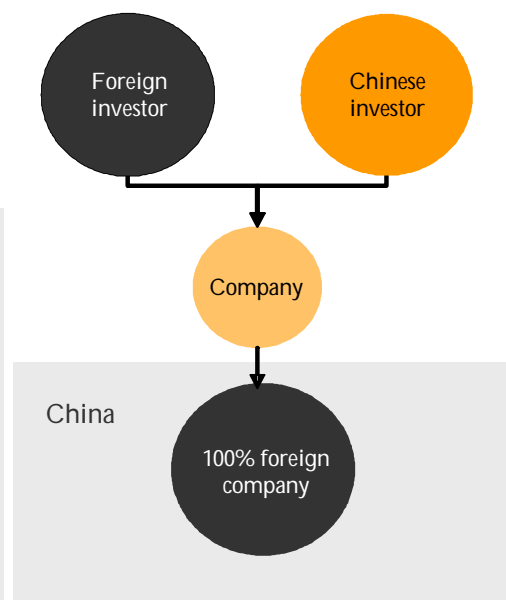 Foreign
investor
Chinese
investor
Company
China
100% foreign
company